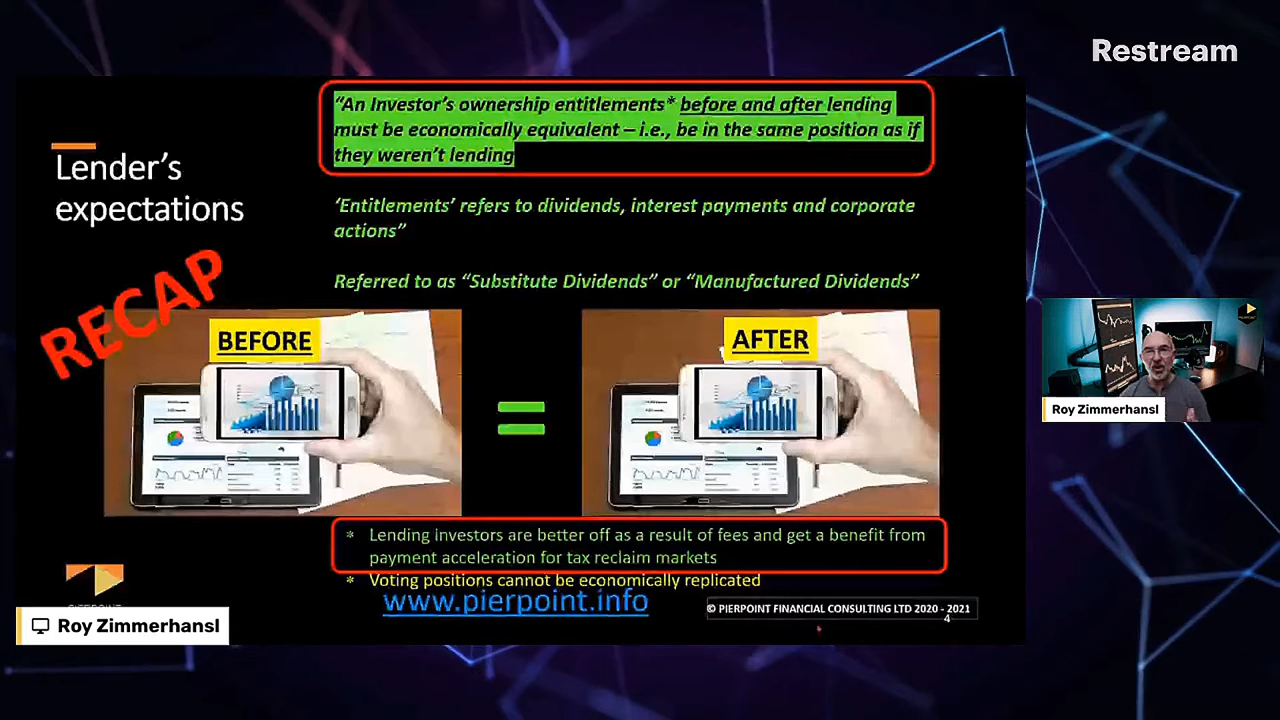 Restream
Lender's
expectations
RECAP
“An Investor's ownership entitlements* before and after lending
must be economically equivalent – i.e., be in the same position as if
they weren't lending
‘Entitlements’ refers to dividends, interest payments and corporate
actions”
Referred to as “Substitute Dividends” or “Manufactured Dividends”
BEFORE
=
AFTER
* Lending Investors are better off as a result of fees and get a benefit from
payment acceleration for tax reclaim markets
* Voting positions cannot be economically replicated
www.pierpoint.info
© PIERPOINT FINANCIAL CONSULTING LTD 2020 - 2021
4
Roy Zimmerhansl
Roy Zimmerhansl